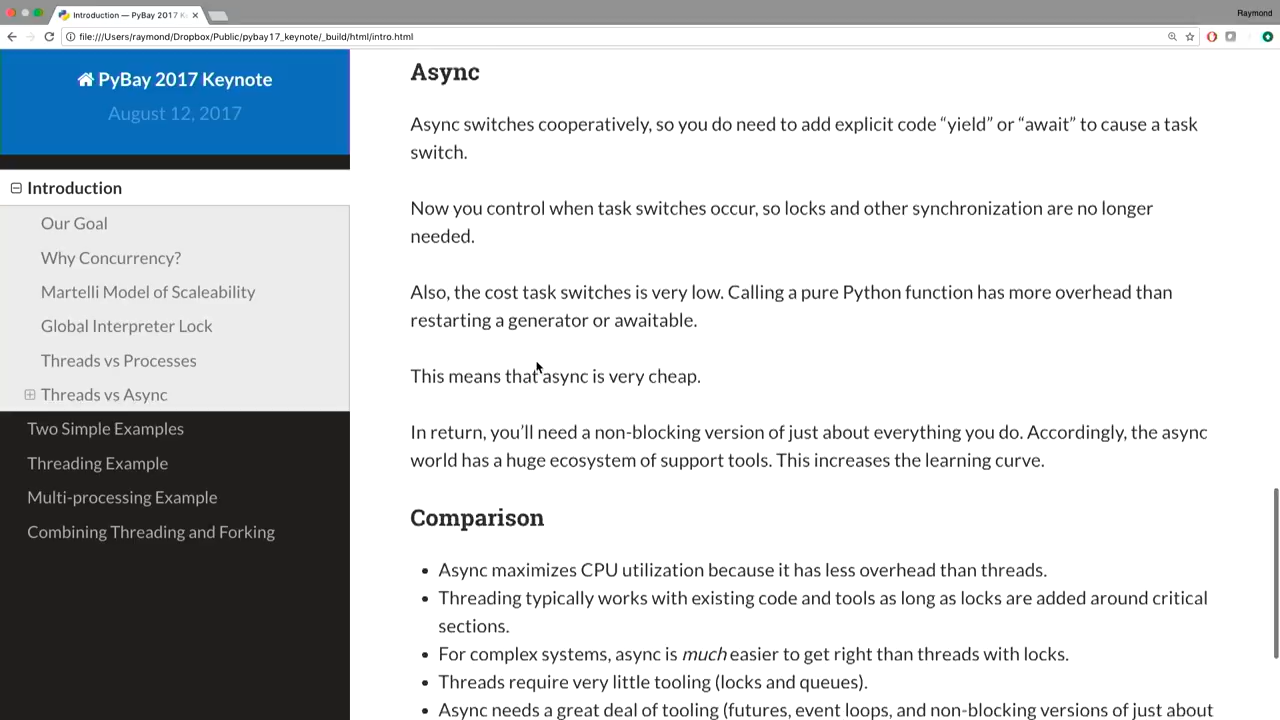 Introduction — PyBay 2017 K
Raymond
file:///Users/raymond/Dropbox/Public/pybay17_keynote/_build/html/intro.html
PyBay 2017 Keynote
August 12, 2017
Introduction
Our Goal
Why Concurrency?
Martelli Model of Scaleability
Global Interpreter Lock
Threads vs Processes
Threads vs Async
Two Simple Examples
Threading Example
Multi-processing Example
Combining Threading and Forking
Async
Async switches cooperatively, so you do need to add explicit code “yield” or “await” to cause a task
switch.
Now you control when task switches occur, so locks and other synchronization are no longer
needed.
Also, the cost task switches is very low. Calling a pure Python function has more overhead than
restarting a generator or awaitable.
This means that async is very cheap.
In return, you’ll need a non-blocking version of just about everything you do. Accordingly, the async
world has a huge ecosystem of support tools. This increases the learning curve.
Comparison
• Async maximizes CPU utilization because it has less overhead than threads.
• Threading typically works with existing code and tools as long as locks are added around critical
sections.
• For complex systems, async is much easier to get right than threads with locks.
• Threads require very little tooling (locks and queues).
• Async needs a great deal of tooling (futures, event loops, and non-blocking versions of just about